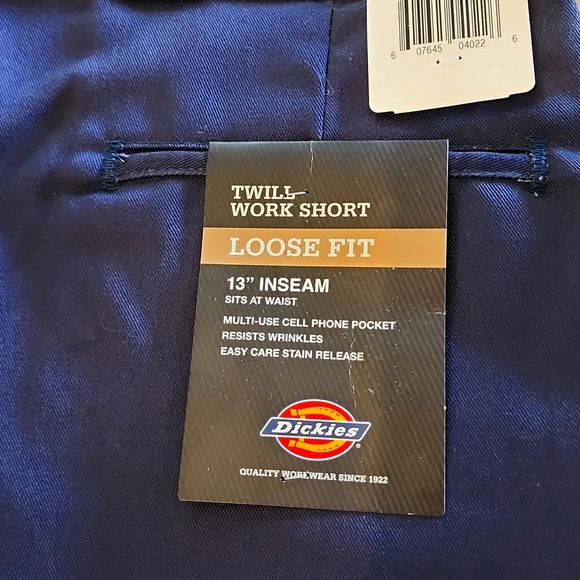 6 07645 04022 6
TWILL
WORK SHORT
LOOSE FIT
13" INSEAM
SITS AT WAIST
MULTI-USE CELL PHONE POCKET
RESISTS WRINKLES
EASY CARE STAIN RELEASE
Dickies®
QUALITY WORKWEAR SINCE 1922